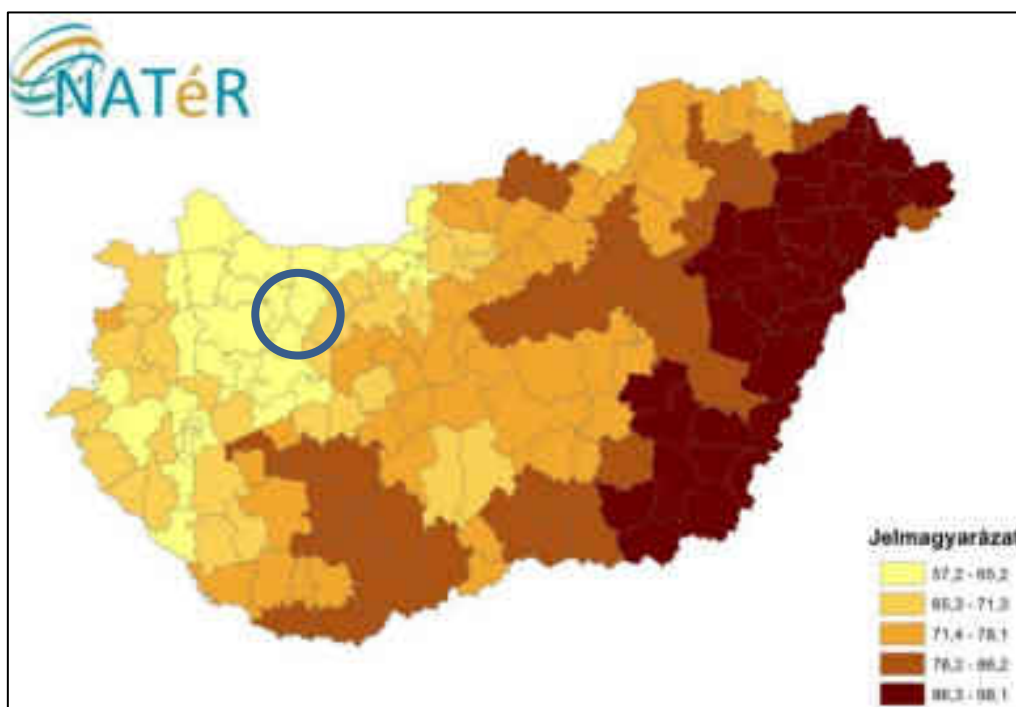 NATéR
Jelmagyarázat
57,2 - 65,2
65,3 - 71,3
71,4 - 78,1
78,2 - 86,2
86,3 - 98,1